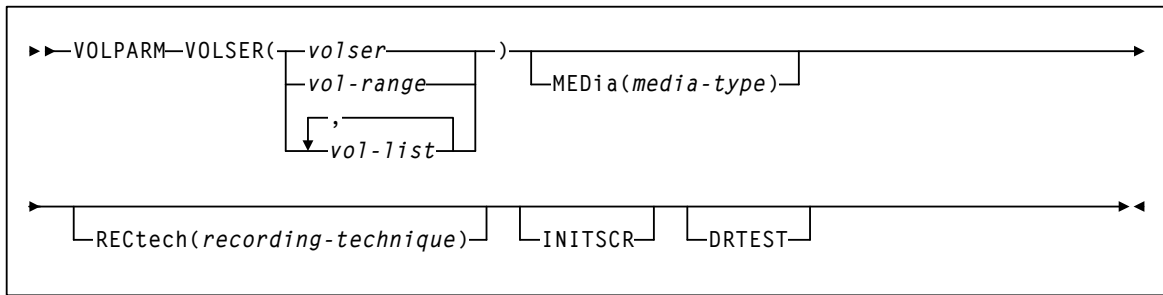 VOLPARM VOLSER( volser )
vol-range MEDia(media-type)
,
vol-list
RECtech(recording-technique) INITSCR DRTEST